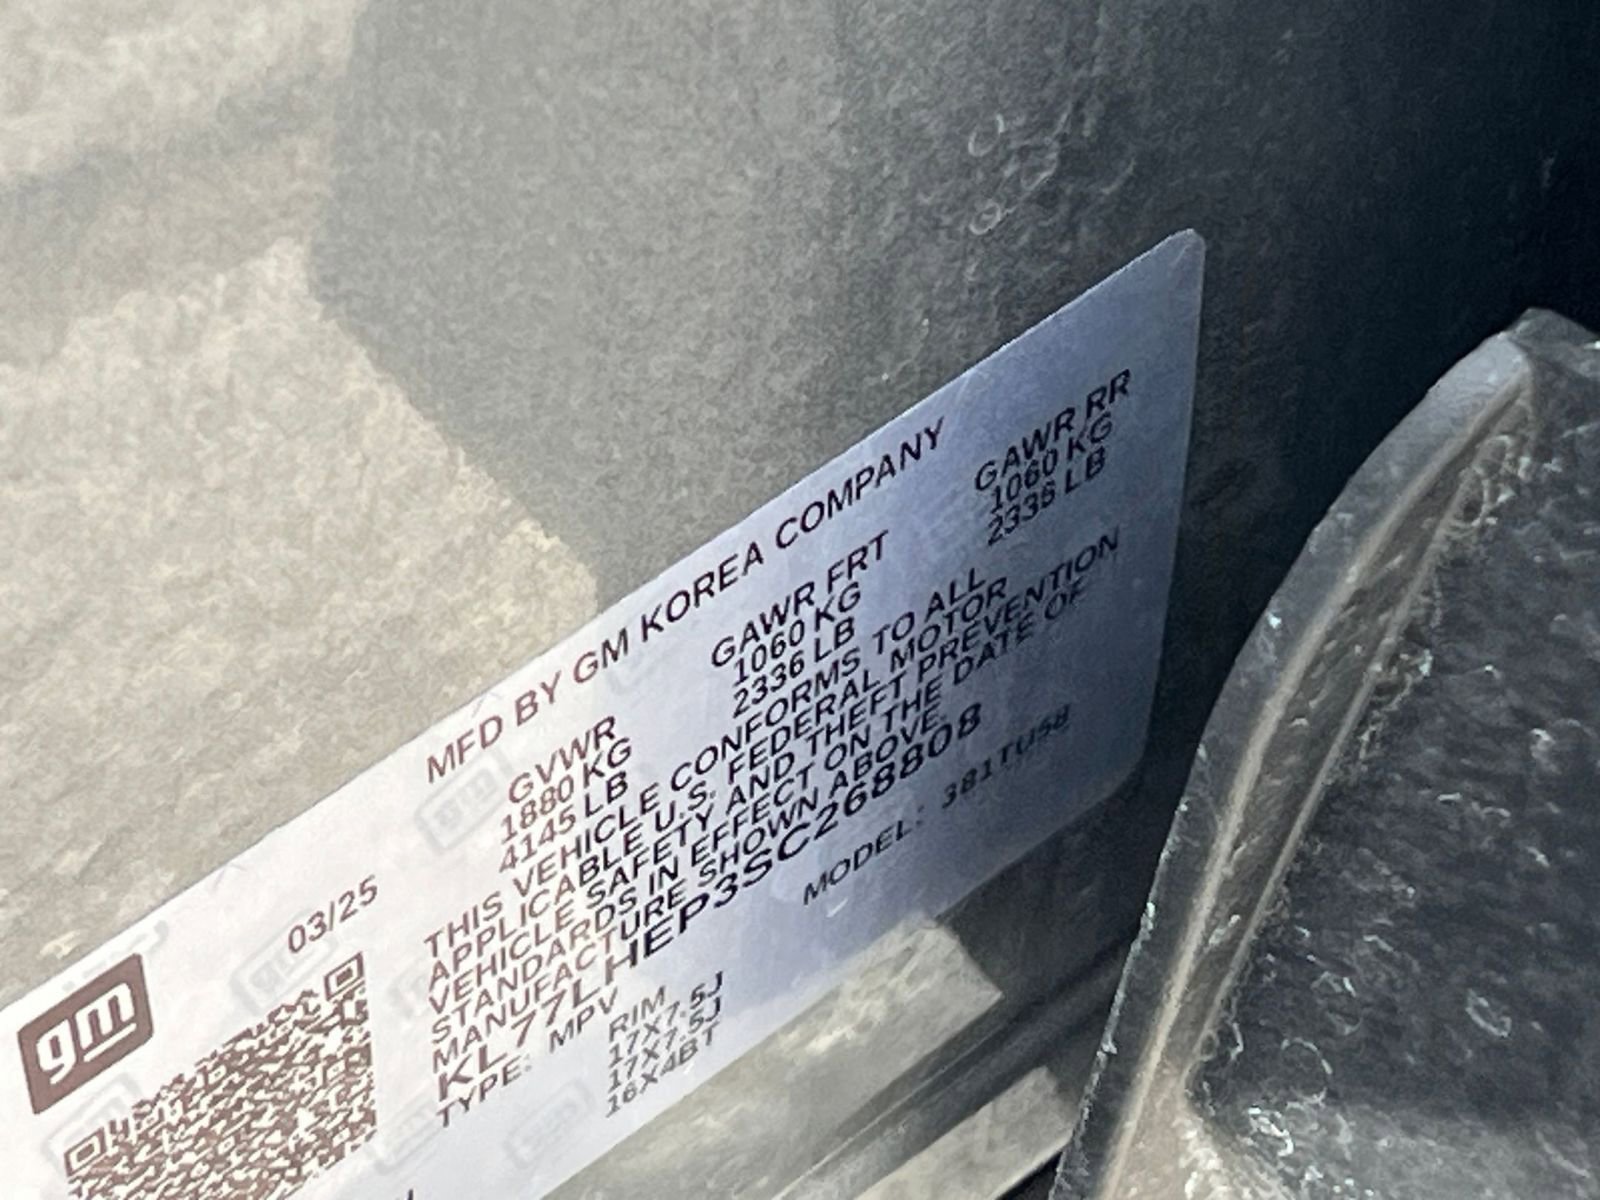 MFD BY GM KOREA COMPANY
03/25
GVWR GAWR FRT GAWR RR
1880 KG 1060 KG 1060 KG
4145 LB 2336 LB 2336 LB
THIS VEHICLE CONFORMS TO ALL
APPLICABLE U.S. FEDERAL MOTOR
VEHICLE SAFETY AND THEFT PREVENTION
STANDARDS IN EFFECT ON THE DATE OF
MANUFACTURE SHOWN ABOVE.
KL77LHEP3SC268808
TYPE: MPV MODEL: 381TU58
gm
RIM
17X7.5J
17X7.5J
16X4BT